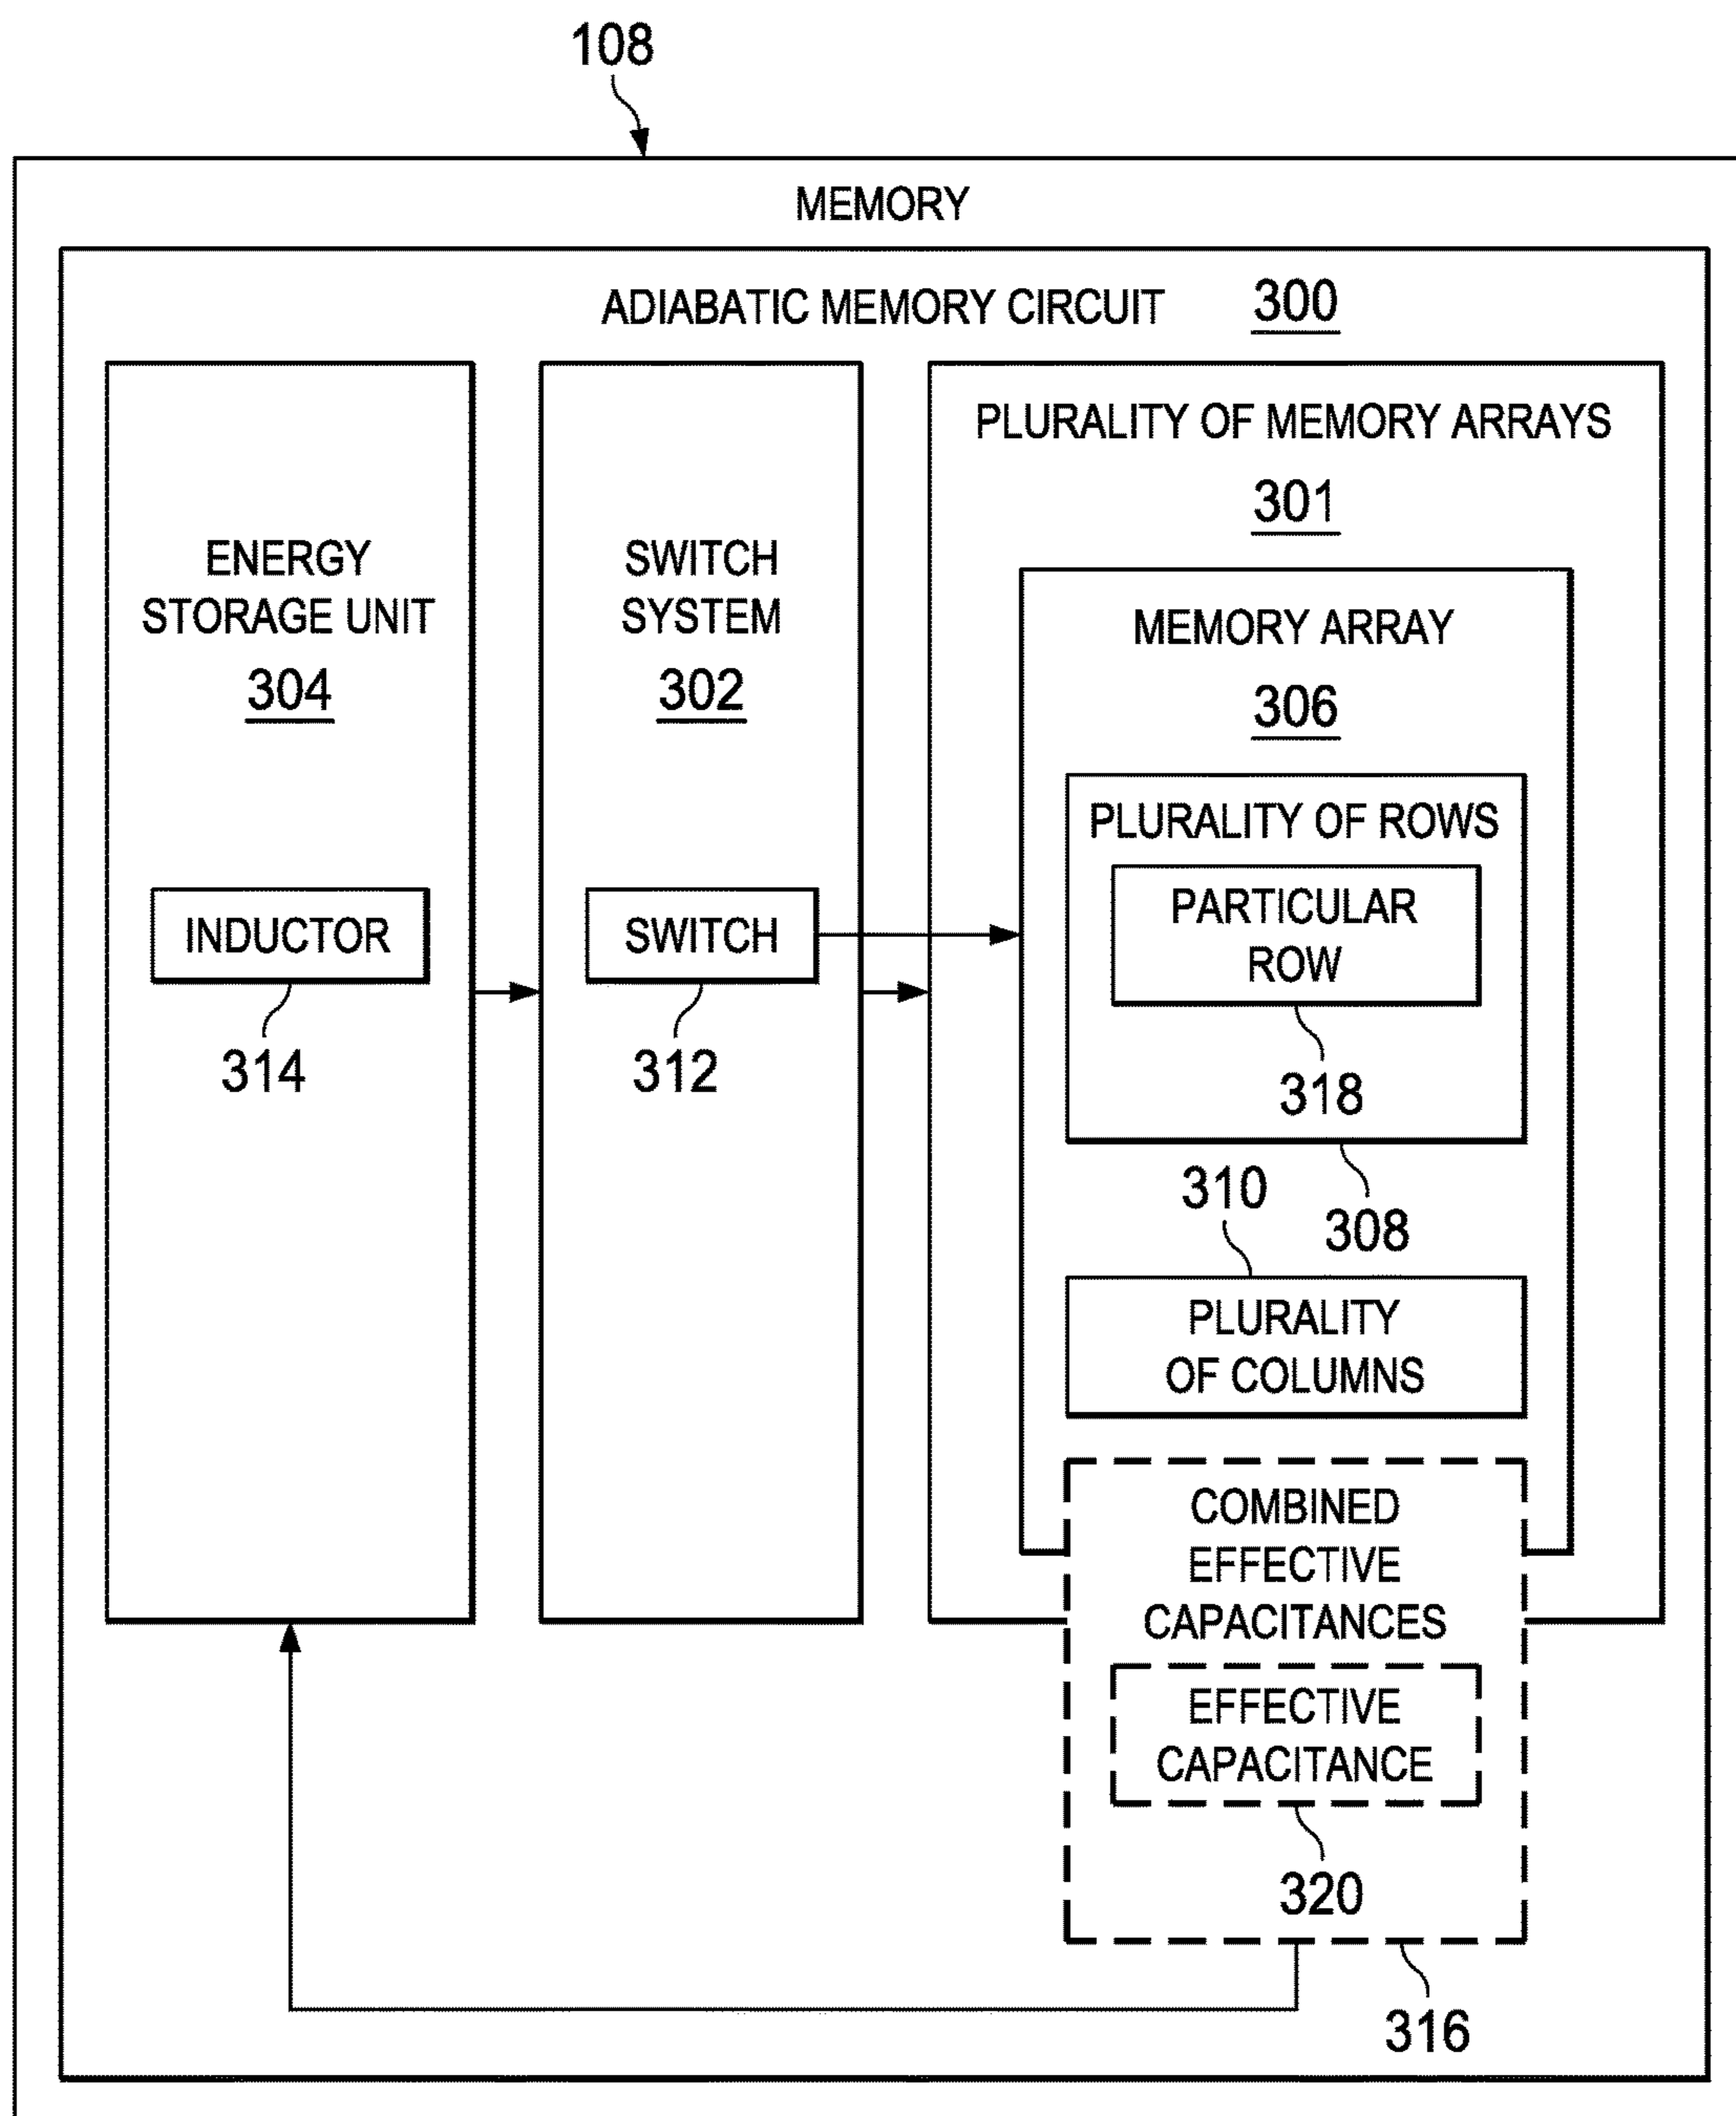 108
MEMORY
ADIABATIC MEMORY CIRCUIT 300
ENERGY
STORAGE UNIT
304
INDUCTOR
314
SWITCH
SYSTEM
302
SWITCH
312
PLURALITY OF MEMORY ARRAYS
301
MEMORY ARRAY
306
PLURALITY OF ROWS
PARTICULAR
ROW
318
308
310
PLURALITY
OF COLUMNS
COMBINED
EFFECTIVE
CAPACITANCES
EFFECTIVE
CAPACITANCE
320
316